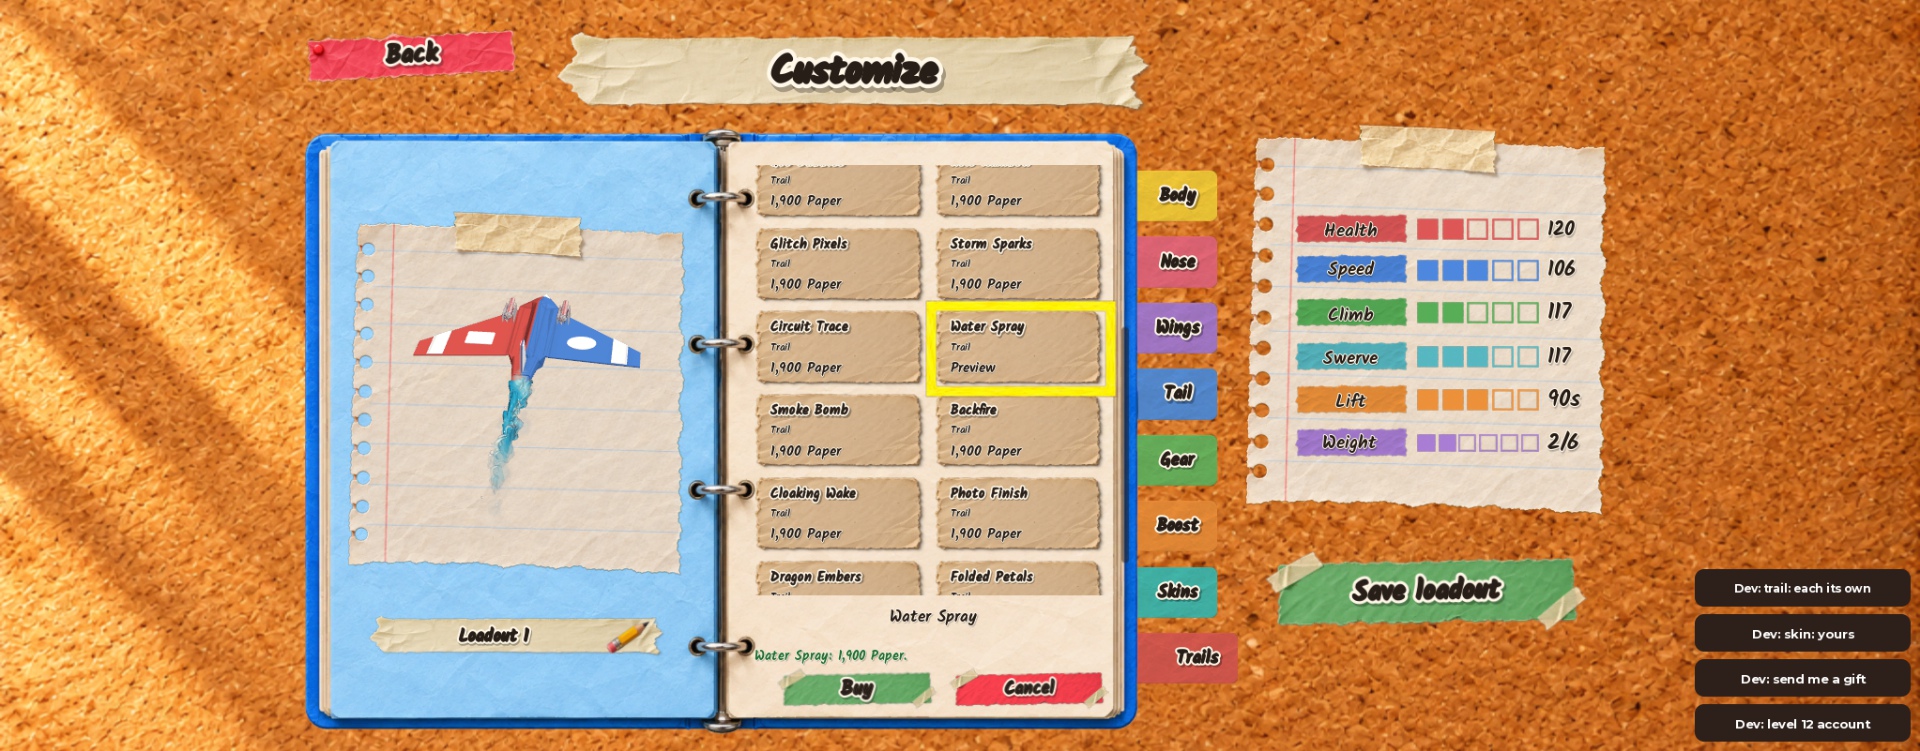 Back
Customize
Trail
1,900 Paper
Trail
1,900 Paper
Glitch Pixels
Trail
1,900 Paper
Storm Sparks
Trail
1,900 Paper
Circuit Trace
Trail
1,900 Paper
Water Spray
Trail
Preview
Smoke Bomb
Trail
1,900 Paper
Backfire
Trail
1,900 Paper
Cloaking Wake
Trail
1,900 Paper
Photo Finish
Trail
1,900 Paper
Dragon Embers
Folded Petals
Water Spray
Water Spray: 1,900 Paper.
Buy
Cancel
Loadout 1
Body
Nose
Wings
Tail
Gear
Boost
Skins
Trails
Health 120
Speed 106
Climb 117
Swerve 117
Lift 90s
Weight 2/6
Save loadout
Dev: trail: each its own
Dev: skin: yours
Dev: send me a gift
Dev: level 12 account